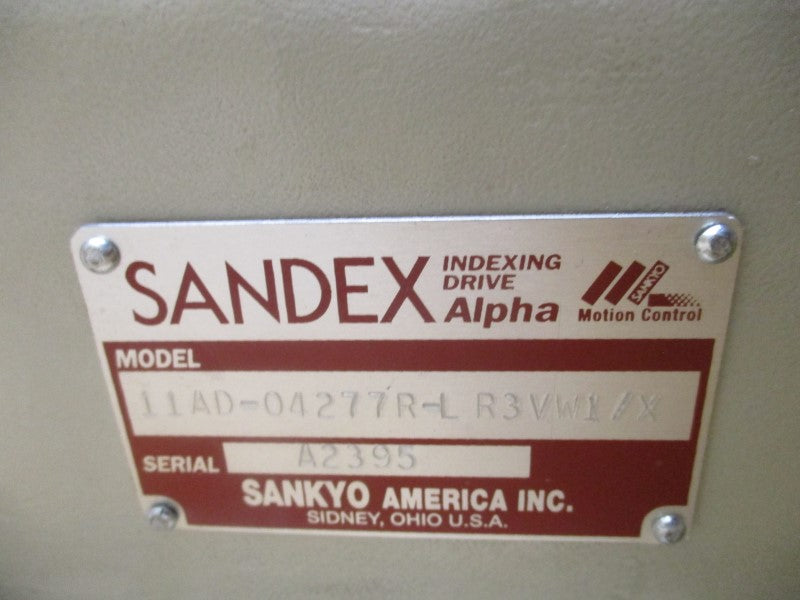 SANDEX INDEXING
DRIVE
Alpha
SANKYO
Motion Control
MODEL
11AD-04277R-L R3VW1/X
SERIAL A2395
SANKYO AMERICA INC.
SIDNEY, OHIO U.S.A.